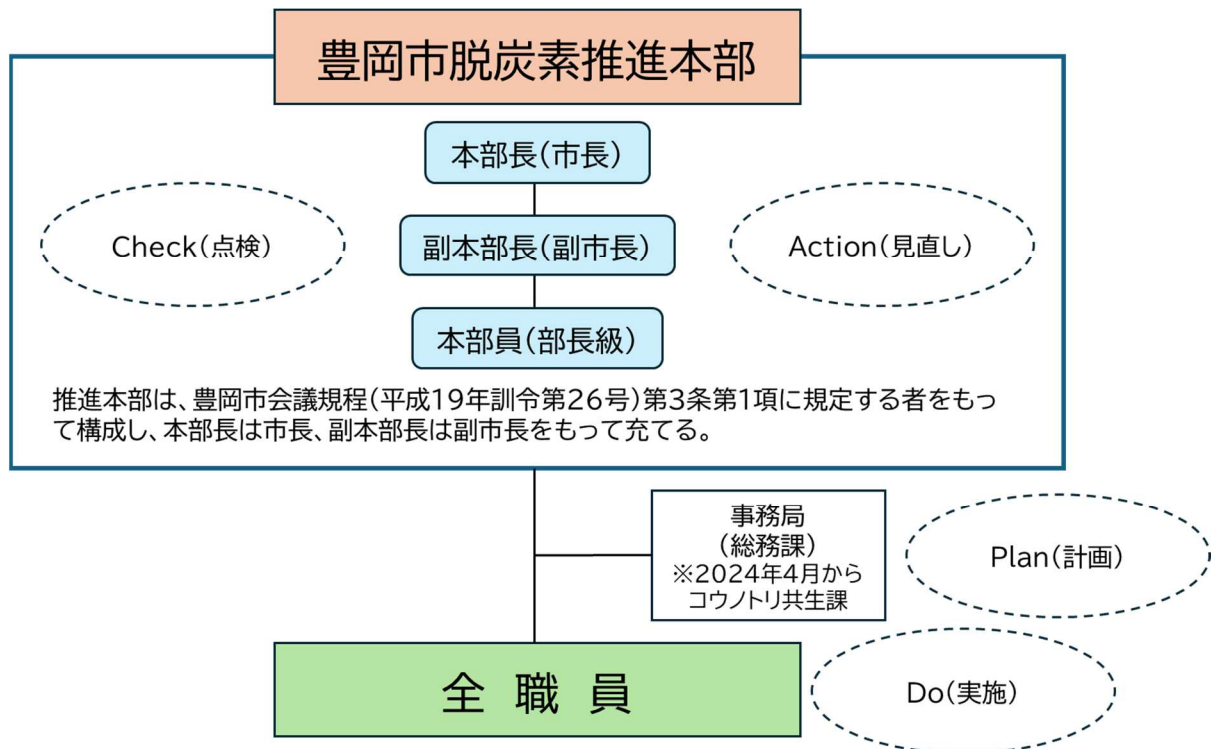 豊岡市脱炭素推進本部
本部長(市長)
Check(点検)
副本部長(副市長)
Action(見直し)
本部員(部長級)
推進本部は、豊岡市会議規程(平成19年訓令第26号)第3条第1項に規定する者をもっ
て構成し、本部長は市長、副本部長は副市長をもって充てる。
事務局
(総務課)
※2024年4月から
コウノトリ共生課
Plan(計画)
全 職 員
Do(実施)